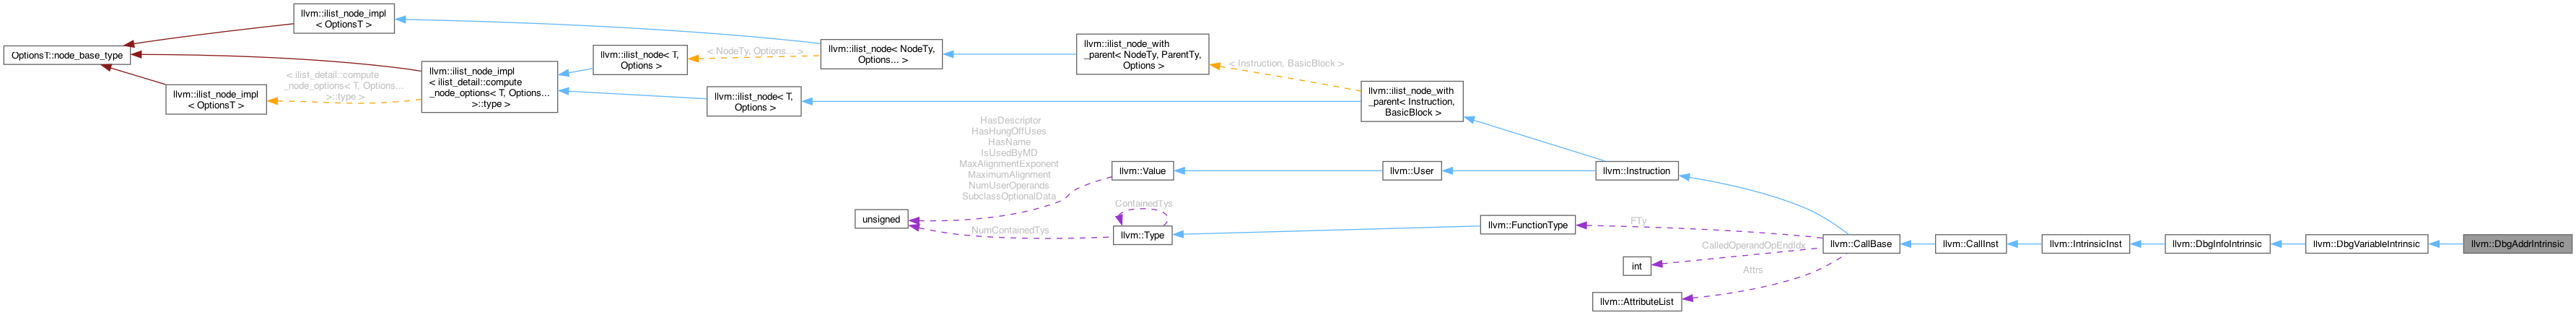 llvm::ilist_node_impl
< OptionsT >
OptionsT::node_base_type
llvm::ilist_node_impl
< OptionsT >
< ilist_detail::compute
_node_options< T, Options...
>::type >
llvm::ilist_node_impl
< ilist_detail::compute
_node_options< T, Options...
>::type >
llvm::ilist_node< T,
Options >
< NodeTy, Options... >
llvm::ilist_node< T,
Options >
llvm::ilist_node< NodeTy,
Options... >
llvm::ilist_node_with
_parent< NodeTy, ParentTy,
Options >
< Instruction, BasicBlock >
llvm::ilist_node_with
_parent< Instruction,
BasicBlock >
HasDescriptor
HasHungOffUses
HasName
IsUsedByMD
MaxAlignmentExponent
MaximumAlignment
NumUserOperands
SubclassOptionalData
unsigned
llvm::Value
llvm::User
llvm::Instruction
ContainedTys
NumContainedTys
llvm::Type
llvm::FunctionType
FTy
CalledOperandOpEndIdx
int
Attrs
llvm::AttributeList
llvm::CallBase
llvm::CallInst
llvm::IntrinsicInst
llvm::DbgInfoIntrinsic
llvm::DbgVariableIntrinsic
llvm::DbgAddrIntrinsic